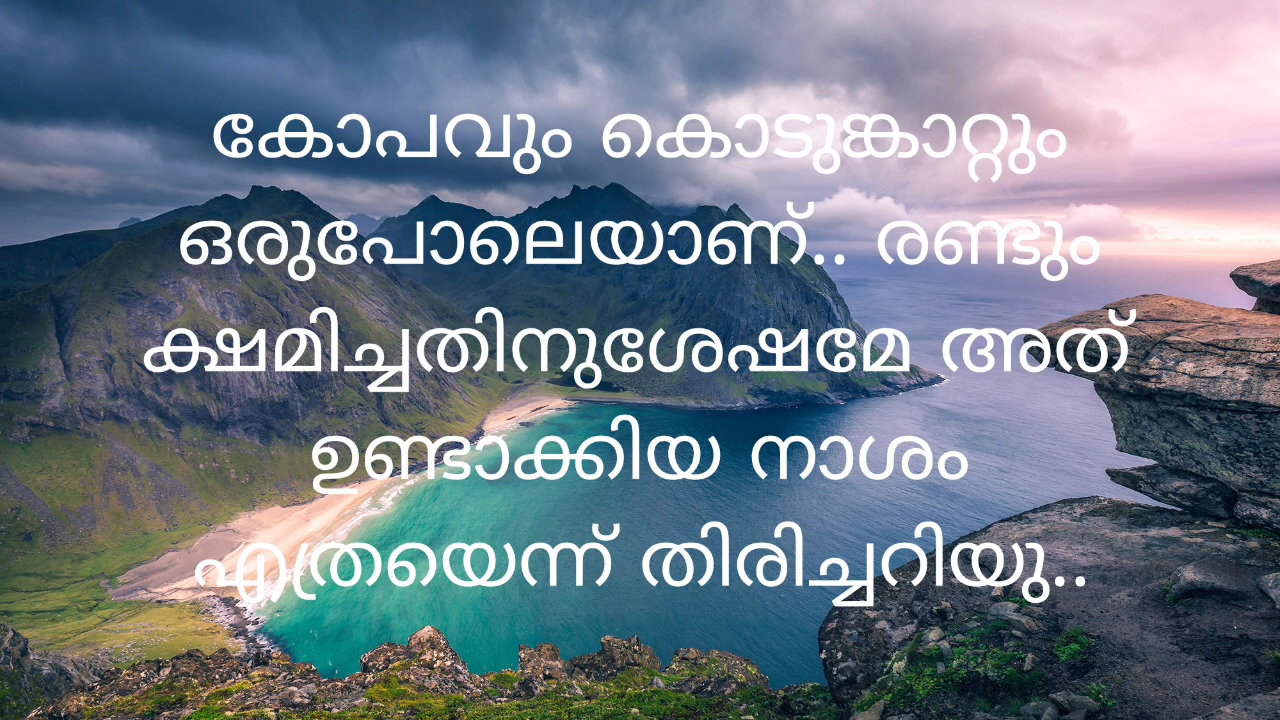 കോപവും കൊടുങ്കാറ്റും
ഒരുപോലെയാണ്.. രണ്ടും
ക്ഷമിച്ചതിനുശേഷമേ അത്
ഉണ്ടാക്കിയ നാശം
എത്രയെന്ന് തിരിച്ചറിയു..